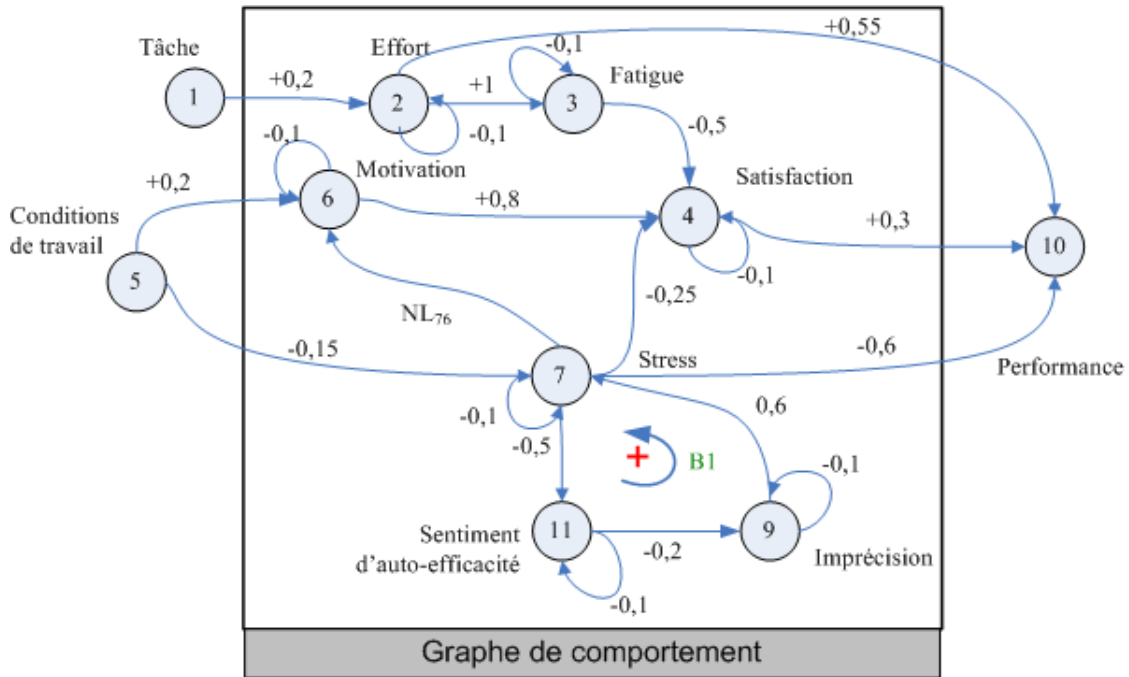 +0,55
Tâche
Effort
-0,1
Fatigue
+0,2
+1
1
2
3
-0,1
-0,5
-0,1
Motivation
+0,2
Satisfaction
6
+0,8
4
+0,3
Conditions
de travail
10
5
-0,1
NL76
-0,25
-0,15
Stress
-0,6
Performance
7
-0,1
0,6
-0,5
+
B1
-0,1
11
9
Sentiment
d'auto-efficacité
-0,2
Imprécision
-0,1
Graphe de comportement